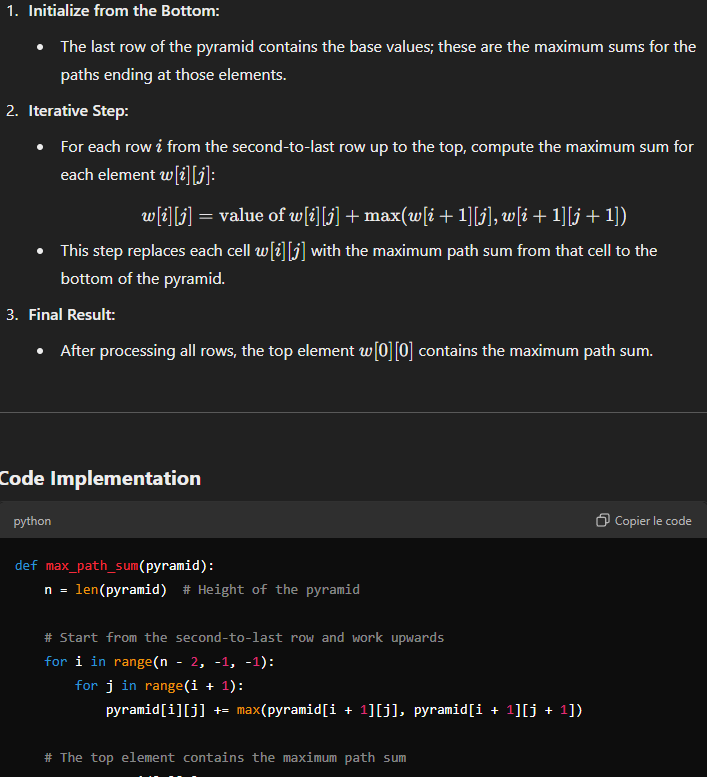 1. Initialize from the Bottom:
• The last row of the pyramid contains the base values; these are the maximum sums for the
paths ending at those elements.
2. Iterative Step:
• For each row i from the second-to-last row up to the top, compute the maximum sum for
each element w[i][j]:
w[i][j] = value of w[i][j] + max(w[i + 1][j], w[i + 1][j + 1])
• This step replaces each cell w[i][j] with the maximum path sum from that cell to the
bottom of the pyramid.
3. Final Result:
• After processing all rows, the top element w[0][0] contains the maximum path sum.
Code Implementation
python
Copier le code
def max_path_sum(pyramid):
    n = len(pyramid)  # Height of the pyramid
    # Start from the second-to-last row and work upwards
    for i in range(n - 2, -1, -1):
        for j in range(i + 1):
            pyramid[i][j] += max(pyramid[i + 1][j], pyramid[i + 1][j + 1])
    # The top element contains the maximum path sum